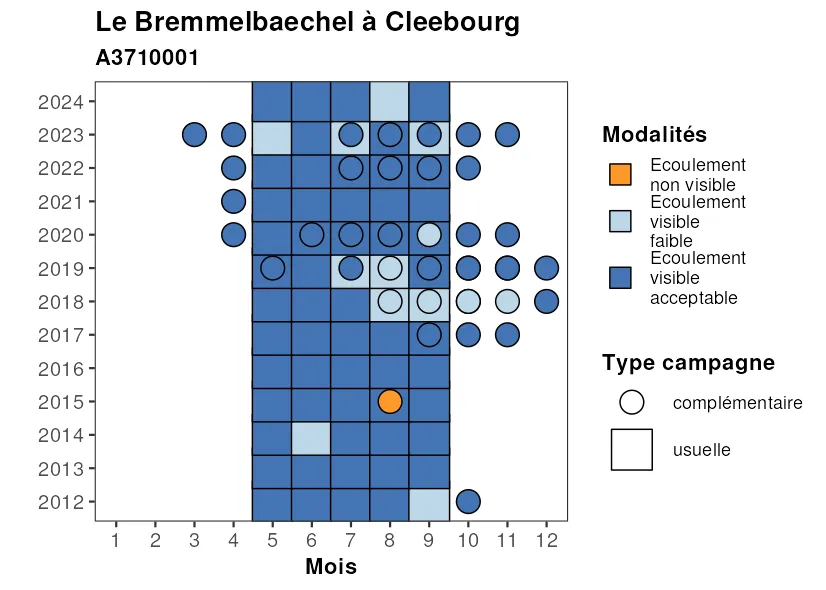 Le Bremmelbaechel à Cleebourg
A3710001
2024
2023
2022
2021
2020
2019
2018
2017
2016
2015
2014
2013
2012
1 2 3 4 5 6 7 8 9 10 11 12
Mois
Modalités
Ecoulement
non visible
Ecoulement
visible
faible
Ecoulement
visible
acceptable
Type campagne
complémentaire
usuelle